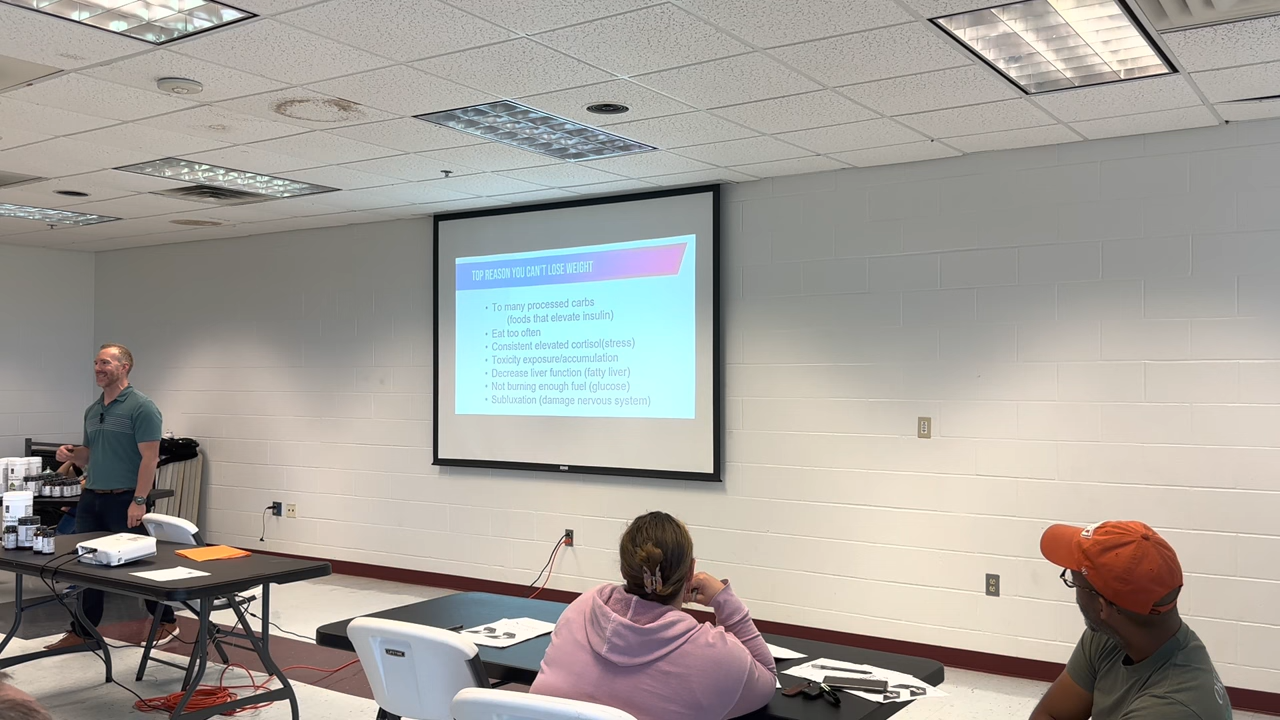 TOP REASON YOU CAN'T LOSE WEIGHT
• To many processed carbs
(foods that elevate insulin)
• Eat too often
• Consistent elevated cortisol(stress)
• Toxicity exposure/accumulation
• Decrease liver function (fatty liver)
• Not burning enough fuel (glucose)
• Subluxation (damage nervous system)
LIFETIME